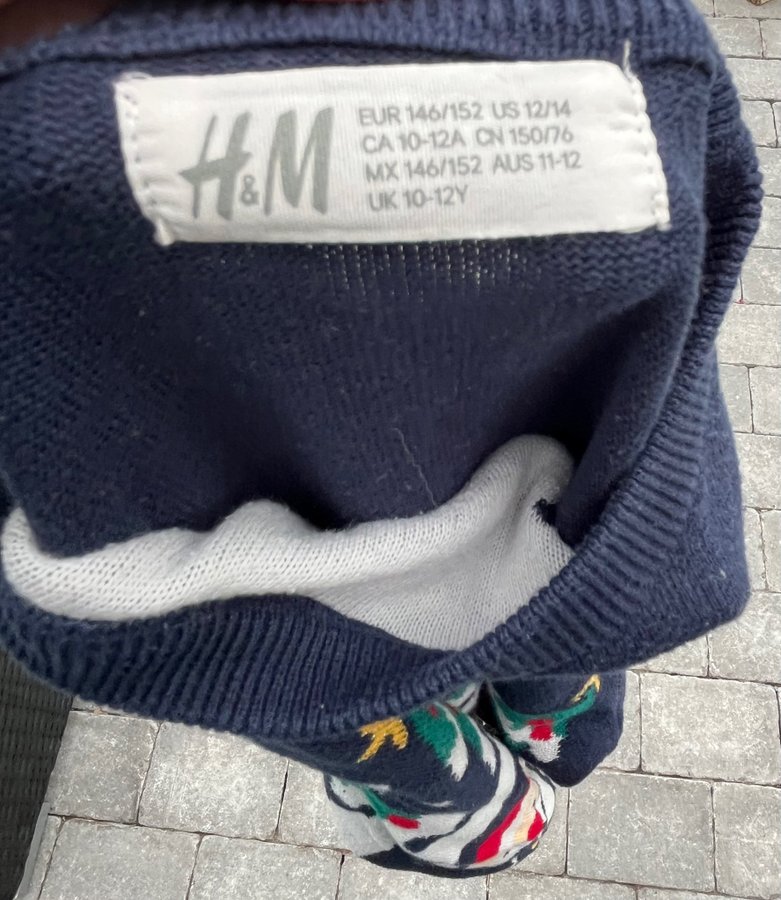 H&M
EUR 146/152 US 12/14
CA 10-12A CN 150/76
MX 146/152 AUS 11-12
UK 10-12Y